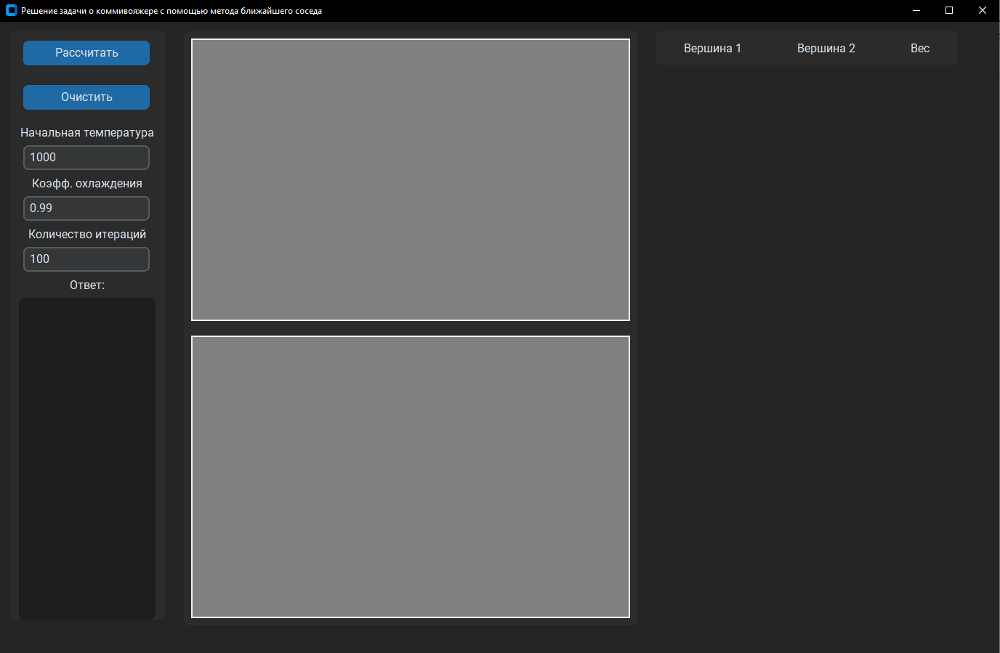 Решение задачи о коммивояжере с помощью метода ближайшего соседа
Рассчитать
Очистить
Начальная температура
1000
Коэфф. охлаждения
0.99
Количество итераций
100
Ответ:
Вершина 1 Вершина 2 Вес